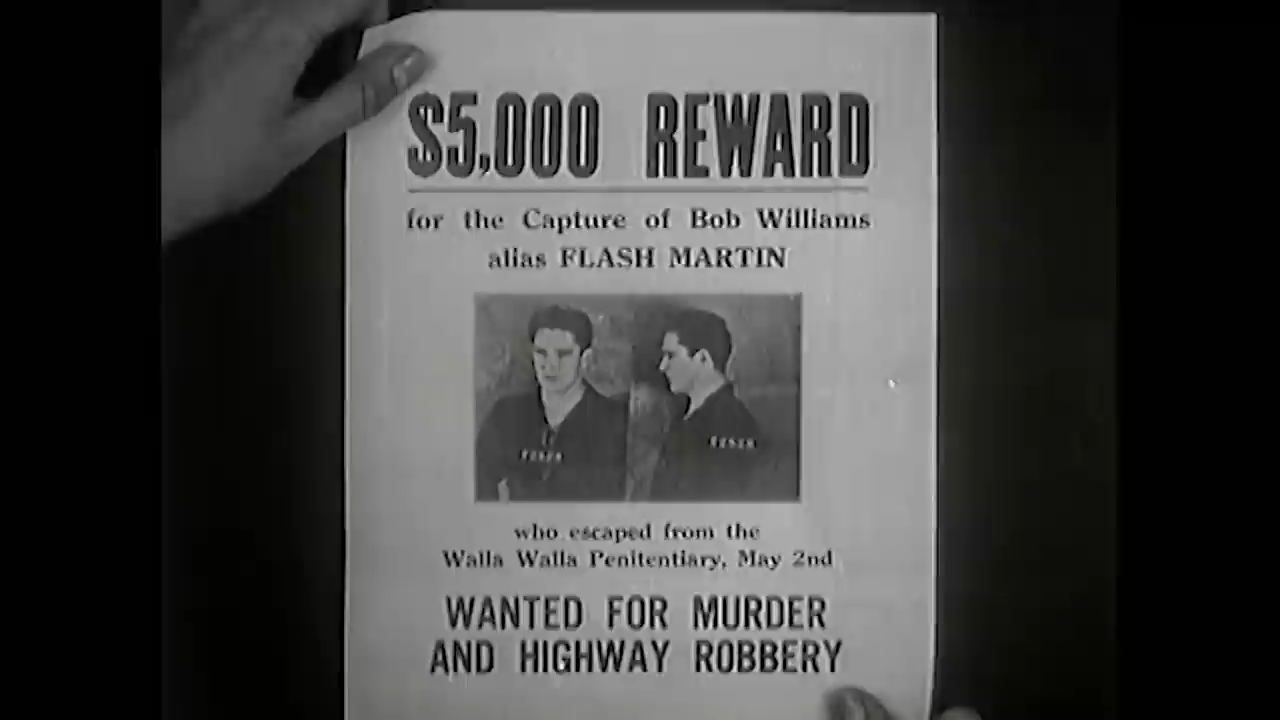 $5,000 REWARD
for the Capture of Bob Williams
alias FLASH MARTIN
who escaped from the
Walla Walla Penitentiary, May 2nd
WANTED FOR MURDER
AND HIGHWAY ROBBERY